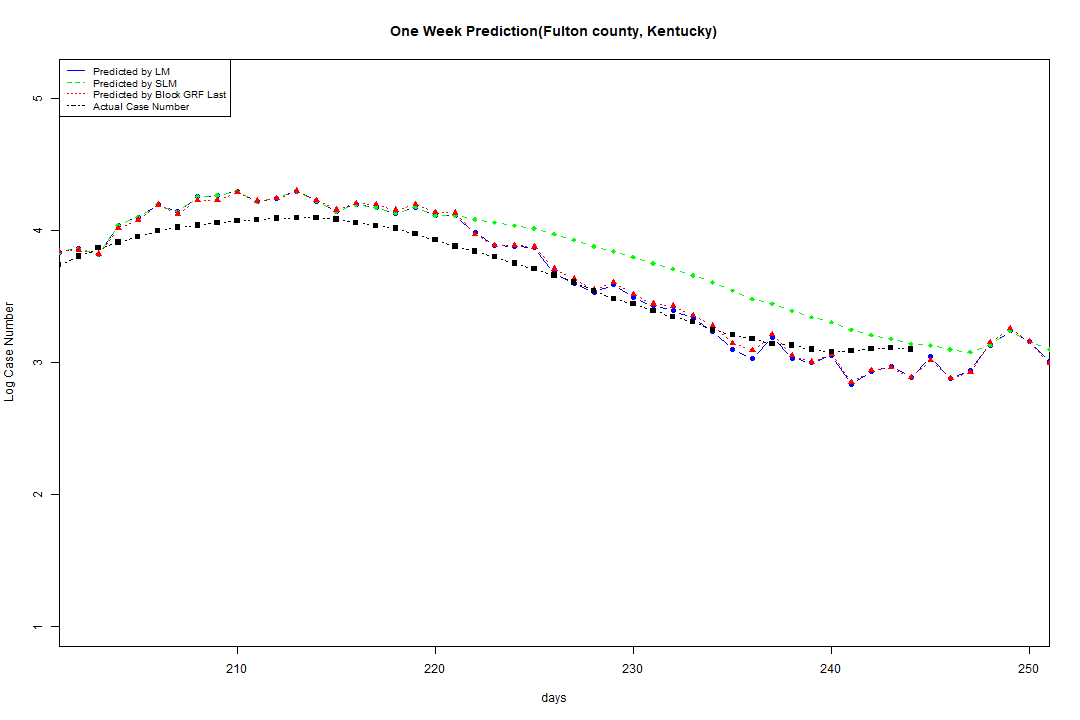 One Week Prediction(Fulton county, Kentucky)
Predicted by LM
Predicted by SLM
Predicted by Block GRF Last
Actual Case Number
5
4
3
2
1
Log Case Number
210 220 230 240 250
days